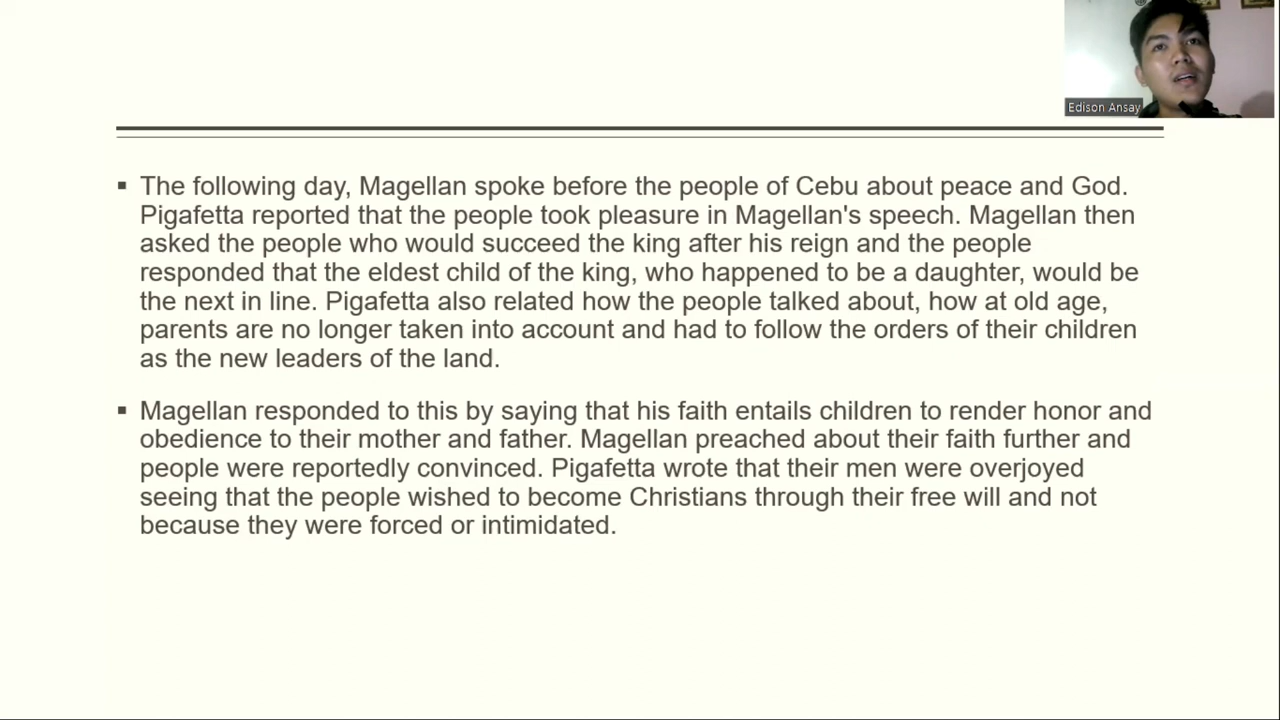 Edison Ansay
▪ The following day, Magellan spoke before the people of Cebu about peace and God.
Pigafetta reported that the people took pleasure in Magellan's speech. Magellan then
asked the people who would succeed the king after his reign and the people
responded that the eldest child of the king, who happened to be a daughter, would be
the next in line. Pigafetta also related how the people talked about, how at old age,
parents are no longer taken into account and had to follow the orders of their children
as the new leaders of the land.
▪ Magellan responded to this by saying that his faith entails children to render honor and
obedience to their mother and father. Magellan preached about their faith further and
people were reportedly convinced. Pigafetta wrote that their men were overjoyed
seeing that the people wished to become Christians through their free will and not
because they were forced or intimidated.